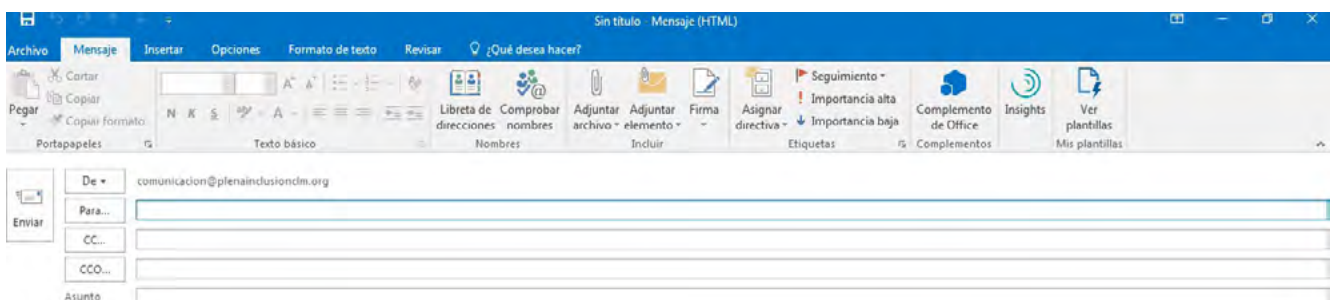 Sin título - Mensaje (HTML)
Archivo Mensaje Insertar Opciones Formato de texto Revisar ¿Qué desea hacer?
Pegar
Cortar
Copiar
Copiar formato
Portapapeles
N K S A
Texto básico
Libreta de direcciones
Comprobar nombres
Nombres
Adjuntar archivo
Adjuntar elemento
Firma
Incluir
Asignar directiva
Seguimiento
Importancia alta
Importancia baja
Etiquetas
Complemento de Office
Complementos
Insights
Ver plantillas
Mis plantillas
Enviar
De comunicacion@plenainclusionclm.org
Para...
CC...
CCO...
Asunto